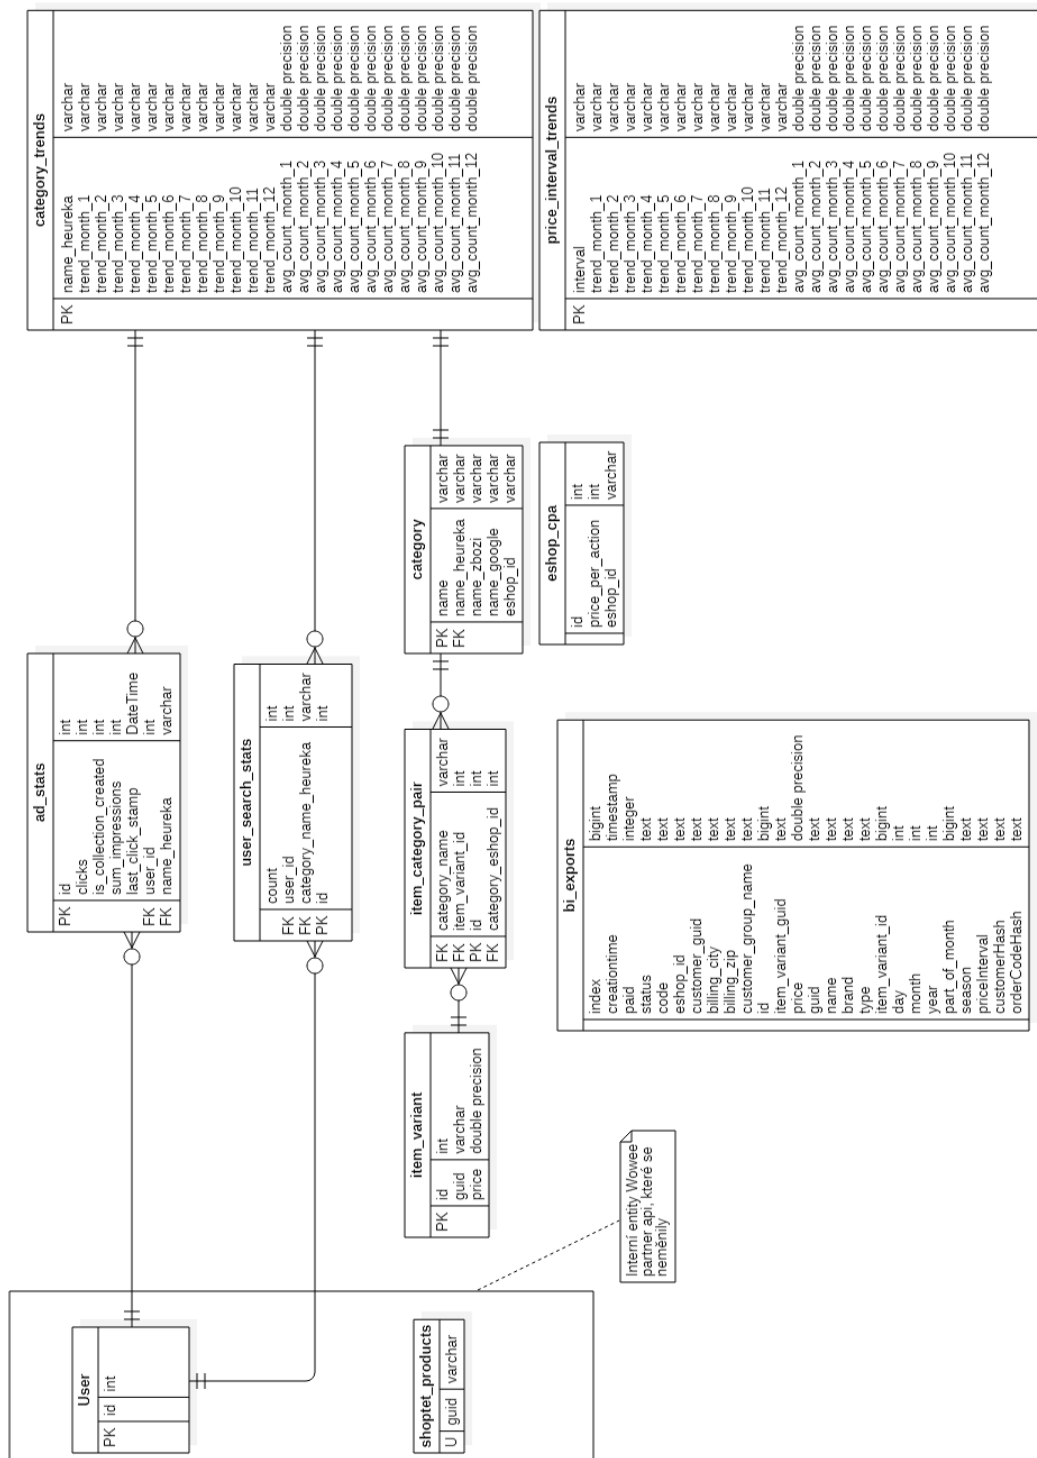 User
PK id int
ad_stats
PK id int
clicks int
is_collection_created int
sum_impressions int
last_click_stamp DateTime
FK user_id int
FK name_heureka varchar
category_trends
PK name_heureka varchar
trend_month_1 varchar
trend_month_2 varchar
trend_month_3 varchar
trend_month_4 varchar
trend_month_5 varchar
trend_month_6 varchar
trend_month_7 varchar
trend_month_8 varchar
trend_month_9 varchar
trend_month_10 varchar
trend_month_11 varchar
trend_month_12 varchar
avg_count_month_1 double precision
avg_count_month_2 double precision
avg_count_month_3 double precision
avg_count_month_4 double precision
avg_count_month_5 double precision
avg_count_month_6 double precision
avg_count_month_7 double precision
avg_count_month_8 double precision
avg_count_month_9 double precision
avg_count_month_10 double precision
avg_count_month_11 double precision
avg_count_month_12 double precision
user_search_stats
count int
FK user_id int
FK category_name_heureka varchar
PK id int
shoptet_products
U guid varchar
item_variant
PK id int
guid varchar
price double precision
item_category_pair
FK category_name varchar
FK item_variant_id int
PK id int
FK category_eshop_id int
category
PK name varchar
FK name_heureka varchar
name_zbozi varchar
name_google varchar
eshop_id varchar
Interní entity Wowee
partner api, které se
neměnily
bi_exports
index bigint
creationtime timestamp
paid integer
status text
code text
eshop_id text
customer_guid text
billing_city text
billing_zip text
customer_group_name text
id bigint
item_variant_guid text
price double precision
guid text
name text
brand text
type text
item_variant_id bigint
day int
month int
year int
part_of_month bigint
season text
priceInterval text
customerHash text
orderCodeHash text
eshop_cpa
id int
price_per_action int
eshop_id varchar
price_interval_trends
PK interval varchar
trend_month_1 varchar
trend_month_2 varchar
trend_month_3 varchar
trend_month_4 varchar
trend_month_5 varchar
trend_month_6 varchar
trend_month_7 varchar
trend_month_8 varchar
trend_month_9 varchar
trend_month_10 varchar
trend_month_11 varchar
trend_month_12 varchar
avg_count_month_1 double precision
avg_count_month_2 double precision
avg_count_month_3 double precision
avg_count_month_4 double precision
avg_count_month_5 double precision
avg_count_month_6 double precision
avg_count_month_7 double precision
avg_count_month_8 double precision
avg_count_month_9 double precision
avg_count_month_10 double precision
avg_count_month_11 double precision
avg_count_month_12 double precision